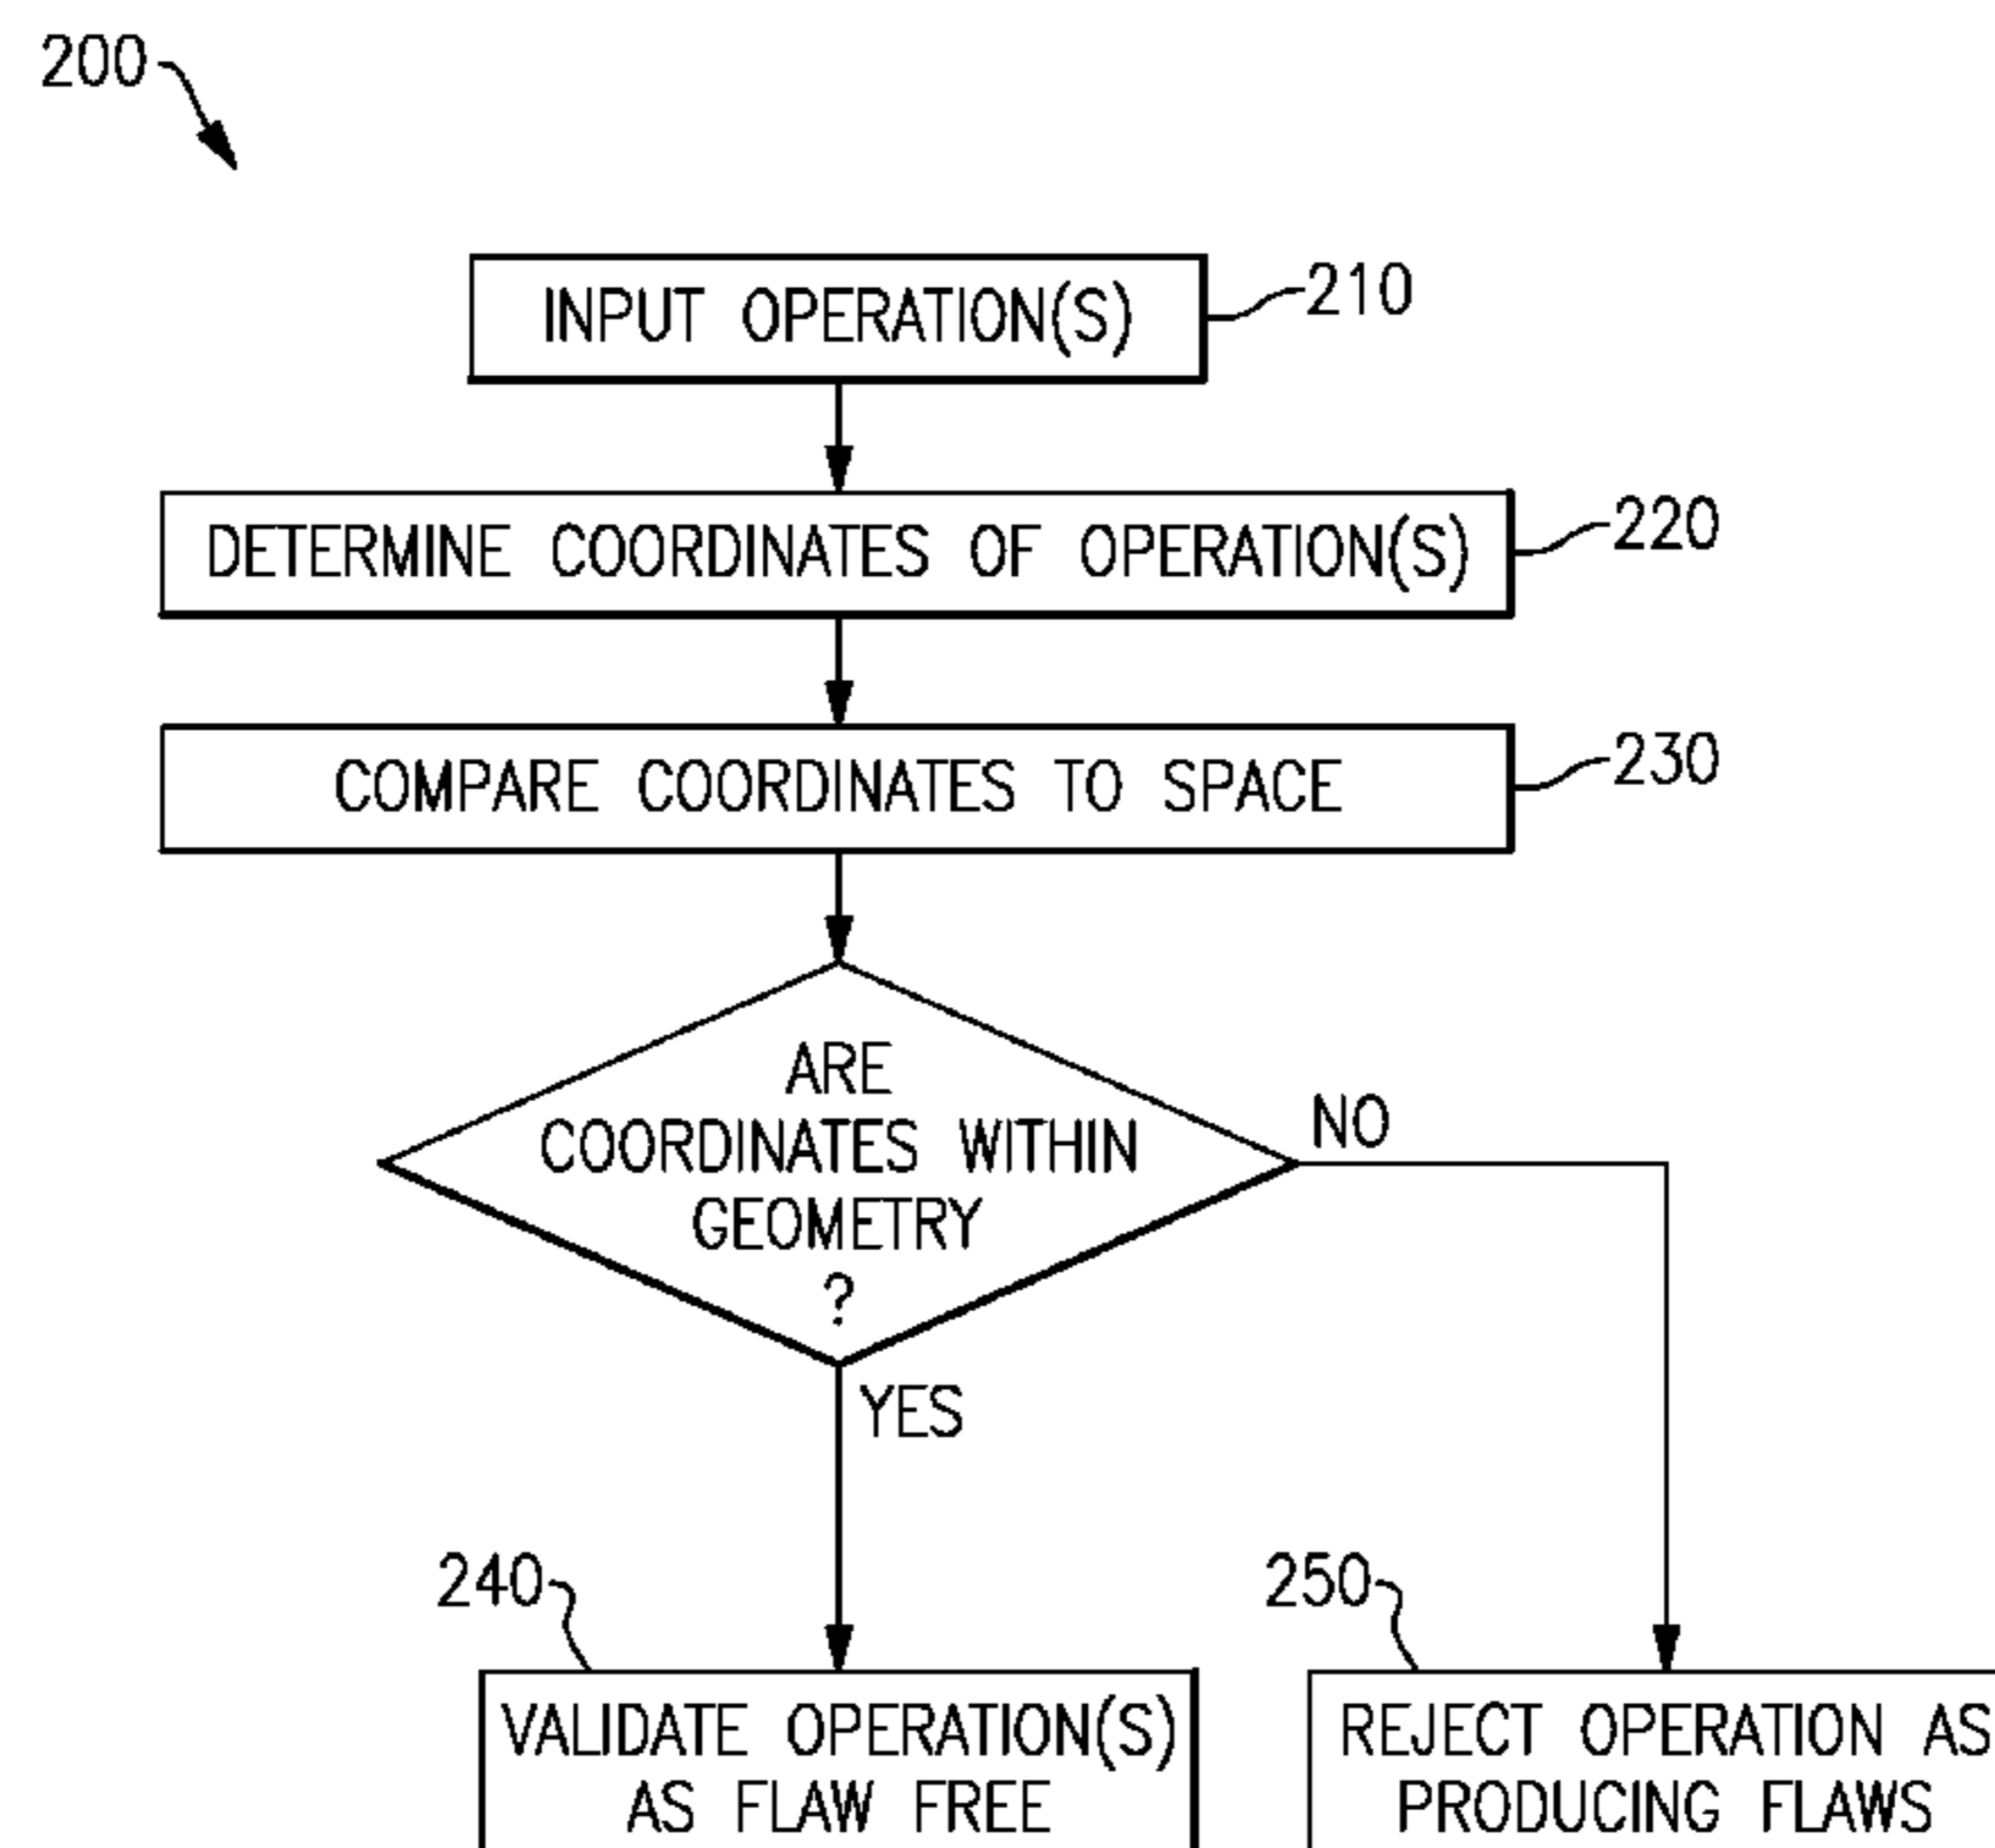 200
INPUT OPERATION(S)
210
DETERMINE COORDINATES OF OPERATION(S)
220
COMPARE COORDINATES TO SPACE
230
ARE
COORDINATES WITHIN
GEOMETRY
?
NO
YES
240
VALIDATE OPERATION(S)
AS FLAW FREE
250
REJECT OPERATION AS
PRODUCING FLAWS